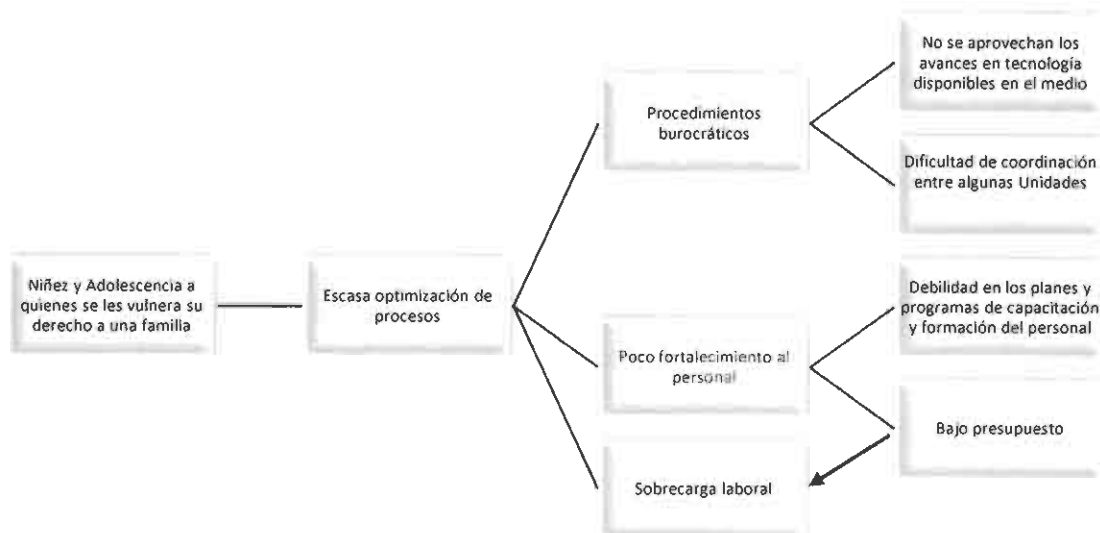 No se aprovechan los
avances en tecnología
disponibles en el medio
Procedimientos
burocráticos
Dificultad de coordinación
entre algunas Unidades
Niñez y Adolescencia a
quienes se les vulnera su
derecho a una familia
Escasa optimización de
procesos
Debilidad en los planes y
programas de capacitación
y formación del personal
Poco fortalecimiento al
personal
Bajo presupuesto
Sobrecarga laboral